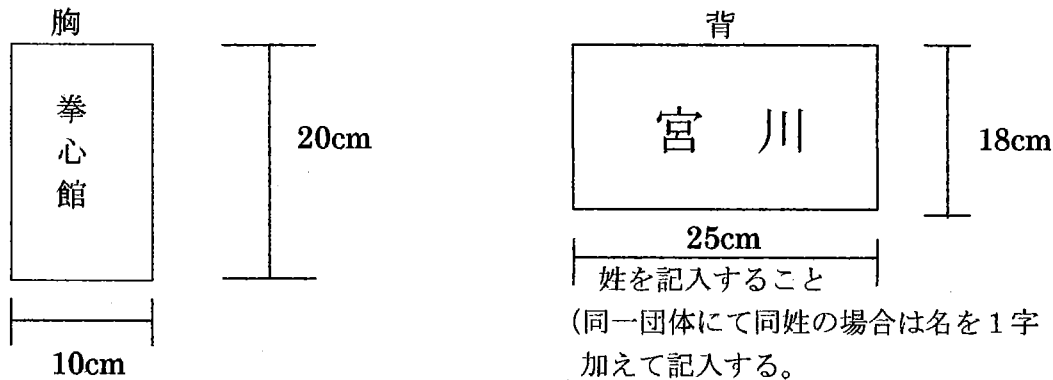 胸
拳心館
20cm
10cm
背
宮 川
18cm
25cm
姓を記入すること
(同一団体にて同姓の場合は名を1字
加えて記入する。